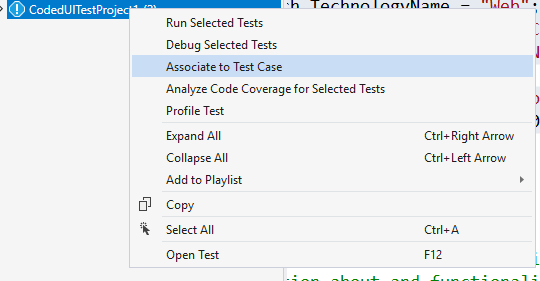 CodedUITestProject1 (2)
h.TechnologyName = "Web";
Run Selected Tests
Debug Selected Tests
Associate to Test Case
Analyze Code Coverage for Selected Tests
Profile Test
Expand All Ctrl+Right Arrow
Collapse All Ctrl+Left Arrow
Add to Playlist
Copy
Select All Ctrl+A
Open Test F12
ion about and functionali